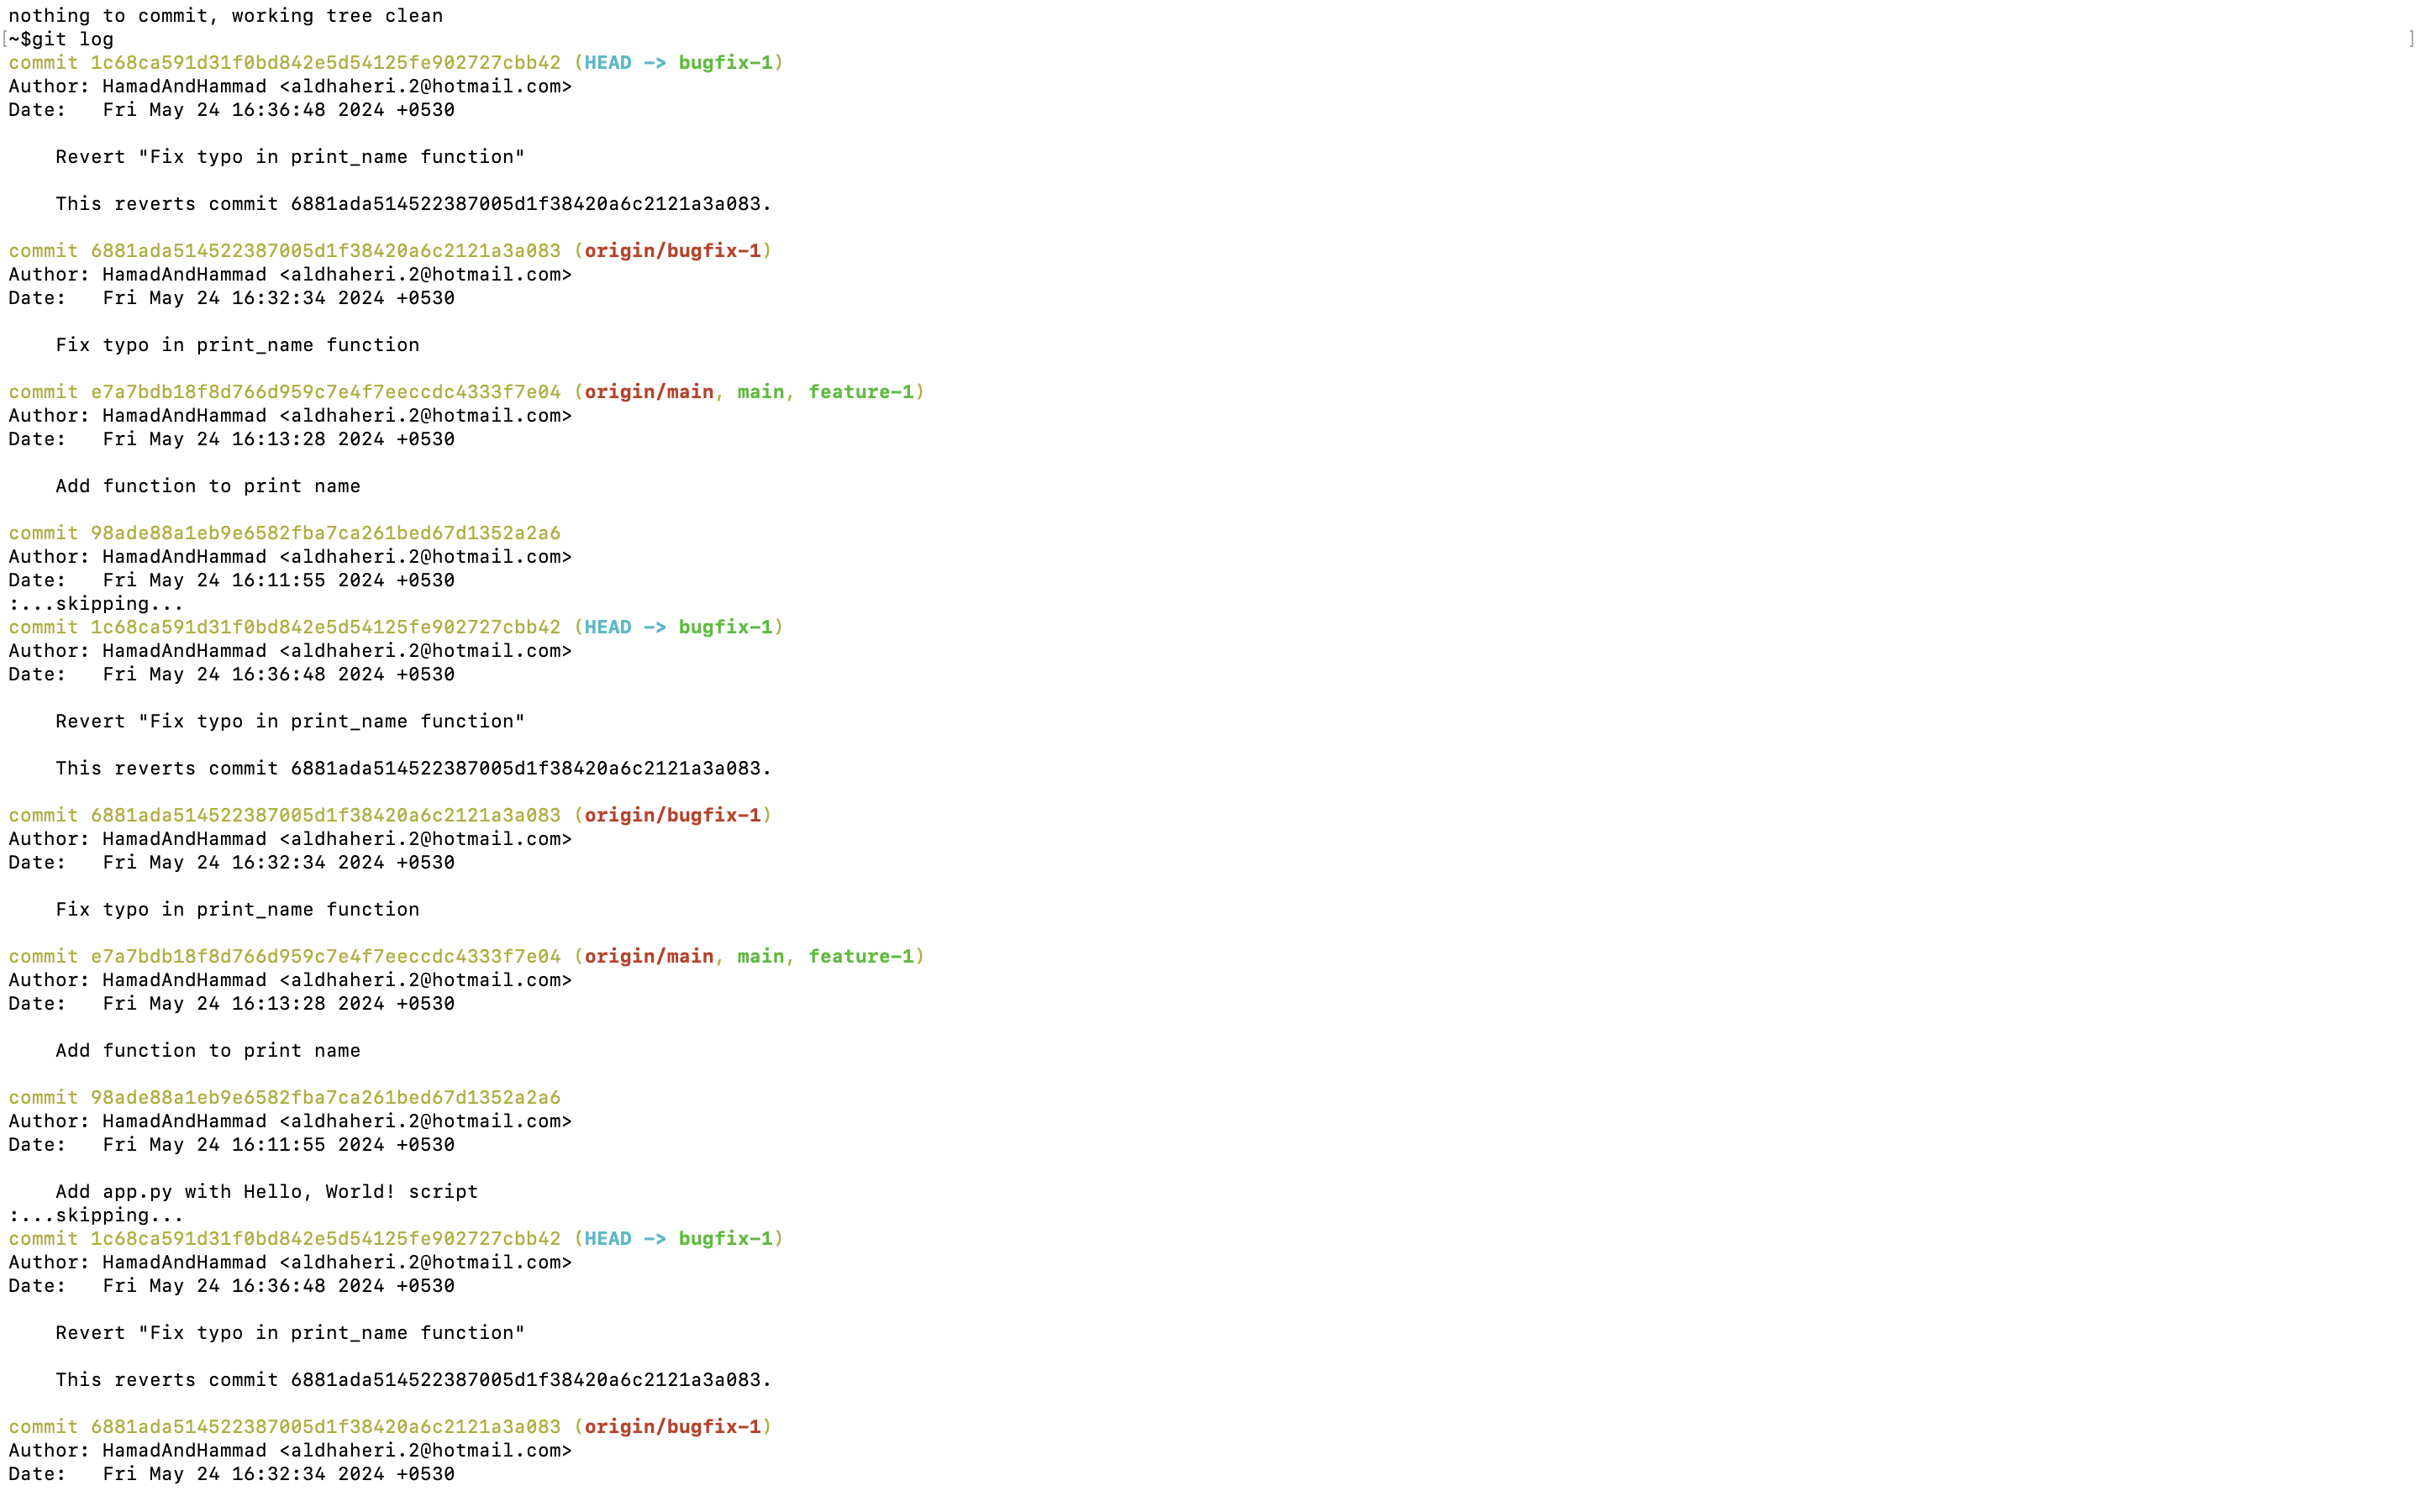 nothing to commit, working tree clean
[~$git log ]
commit 1c68ca591d31f0bd842e5d54125fe902727cbb42 (HEAD -> bugfix-1)
Author: HamadAndHammad <aldhaheri.2@hotmail.com>
Date:   Fri May 24 16:36:48 2024 +0530
    Revert "Fix typo in print_name function"
    This reverts commit 6881ada514522387005d1f38420a6c2121a3a083.
commit 6881ada514522387005d1f38420a6c2121a3a083 (origin/bugfix-1)
Author: HamadAndHammad <aldhaheri.2@hotmail.com>
Date:   Fri May 24 16:32:34 2024 +0530
    Fix typo in print_name function
commit e7a7bdb18f8d766d959c7e4f7eeccdc4333f7e04 (origin/main, main, feature-1)
Author: HamadAndHammad <aldhaheri.2@hotmail.com>
Date:   Fri May 24 16:13:28 2024 +0530
    Add function to print name
commit 98ade88a1eb9e6582fba7ca261bed67d1352a2a6
Author: HamadAndHammad <aldhaheri.2@hotmail.com>
Date:   Fri May 24 16:11:55 2024 +0530
:...skipping...
commit 1c68ca591d31f0bd842e5d54125fe902727cbb42 (HEAD -> bugfix-1)
Author: HamadAndHammad <aldhaheri.2@hotmail.com>
Date:   Fri May 24 16:36:48 2024 +0530
    Revert "Fix typo in print_name function"
    This reverts commit 6881ada514522387005d1f38420a6c2121a3a083.
commit 6881ada514522387005d1f38420a6c2121a3a083 (origin/bugfix-1)
Author: HamadAndHammad <aldhaheri.2@hotmail.com>
Date:   Fri May 24 16:32:34 2024 +0530
    Fix typo in print_name function
commit e7a7bdb18f8d766d959c7e4f7eeccdc4333f7e04 (origin/main, main, feature-1)
Author: HamadAndHammad <aldhaheri.2@hotmail.com>
Date:   Fri May 24 16:13:28 2024 +0530
    Add function to print name
commit 98ade88a1eb9e6582fba7ca261bed67d1352a2a6
Author: HamadAndHammad <aldhaheri.2@hotmail.com>
Date:   Fri May 24 16:11:55 2024 +0530
    Add app.py with Hello, World! script
:...skipping...
commit 1c68ca591d31f0bd842e5d54125fe902727cbb42 (HEAD -> bugfix-1)
Author: HamadAndHammad <aldhaheri.2@hotmail.com>
Date:   Fri May 24 16:36:48 2024 +0530
    Revert "Fix typo in print_name function"
    This reverts commit 6881ada514522387005d1f38420a6c2121a3a083.
commit 6881ada514522387005d1f38420a6c2121a3a083 (origin/bugfix-1)
Author: HamadAndHammad <aldhaheri.2@hotmail.com>
Date:   Fri May 24 16:32:34 2024 +0530